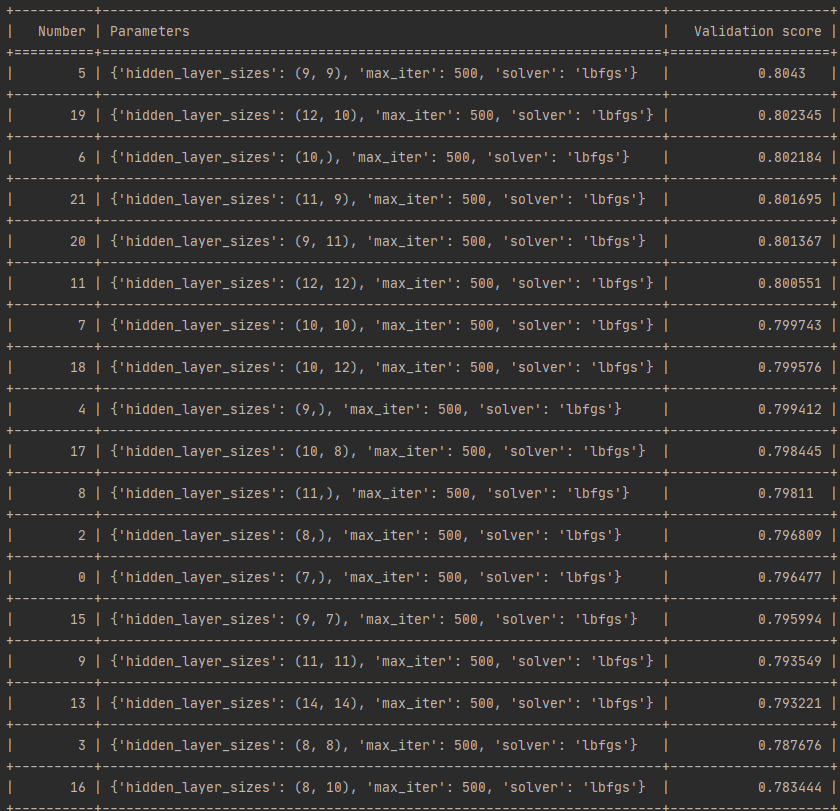 +----------+----------------------------------------------------------------------+--------------------+
|   Number | Parameters                                                           |   Validation score |
+==========+======================================================================+====================+
|        5 | {'hidden_layer_sizes': (9, 9), 'max_iter': 500, 'solver': 'lbfgs'}   |           0.8043   |
+----------+----------------------------------------------------------------------+--------------------+
|       19 | {'hidden_layer_sizes': (12, 10), 'max_iter': 500, 'solver': 'lbfgs'} |           0.802345 |
+----------+----------------------------------------------------------------------+--------------------+
|        6 | {'hidden_layer_sizes': (10,), 'max_iter': 500, 'solver': 'lbfgs'}    |           0.802184 |
+----------+----------------------------------------------------------------------+--------------------+
|       21 | {'hidden_layer_sizes': (11, 9), 'max_iter': 500, 'solver': 'lbfgs'}  |           0.801695 |
+----------+----------------------------------------------------------------------+--------------------+
|       20 | {'hidden_layer_sizes': (9, 11), 'max_iter': 500, 'solver': 'lbfgs'}  |           0.801367 |
+----------+----------------------------------------------------------------------+--------------------+
|       11 | {'hidden_layer_sizes': (12, 12), 'max_iter': 500, 'solver': 'lbfgs'} |           0.800551 |
+----------+----------------------------------------------------------------------+--------------------+
|        7 | {'hidden_layer_sizes': (10, 10), 'max_iter': 500, 'solver': 'lbfgs'} |           0.799743 |
+----------+----------------------------------------------------------------------+--------------------+
|       18 | {'hidden_layer_sizes': (10, 12), 'max_iter': 500, 'solver': 'lbfgs'} |           0.799576 |
+----------+----------------------------------------------------------------------+--------------------+
|        4 | {'hidden_layer_sizes': (9,), 'max_iter': 500, 'solver': 'lbfgs'}     |           0.799412 |
+----------+----------------------------------------------------------------------+--------------------+
|       17 | {'hidden_layer_sizes': (10, 8), 'max_iter': 500, 'solver': 'lbfgs'}  |           0.798445 |
+----------+----------------------------------------------------------------------+--------------------+
|        8 | {'hidden_layer_sizes': (11,), 'max_iter': 500, 'solver': 'lbfgs'}    |           0.79811  |
+----------+----------------------------------------------------------------------+--------------------+
|        2 | {'hidden_layer_sizes': (8,), 'max_iter': 500, 'solver': 'lbfgs'}     |           0.796809 |
+----------+----------------------------------------------------------------------+--------------------+
|        0 | {'hidden_layer_sizes': (7,), 'max_iter': 500, 'solver': 'lbfgs'}     |           0.796477 |
+----------+----------------------------------------------------------------------+--------------------+
|       15 | {'hidden_layer_sizes': (9, 7), 'max_iter': 500, 'solver': 'lbfgs'}   |           0.795994 |
+----------+----------------------------------------------------------------------+--------------------+
|        9 | {'hidden_layer_sizes': (11, 11), 'max_iter': 500, 'solver': 'lbfgs'} |           0.793549 |
+----------+----------------------------------------------------------------------+--------------------+
|       13 | {'hidden_layer_sizes': (14, 14), 'max_iter': 500, 'solver': 'lbfgs'} |           0.793221 |
+----------+----------------------------------------------------------------------+--------------------+
|        3 | {'hidden_layer_sizes': (8, 8), 'max_iter': 500, 'solver': 'lbfgs'}   |           0.787676 |
+----------+----------------------------------------------------------------------+--------------------+
|       16 | {'hidden_layer_sizes': (8, 10), 'max_iter': 500, 'solver': 'lbfgs'}  |           0.783444 |
+----------+----------------------------------------------------------------------+--------------------+